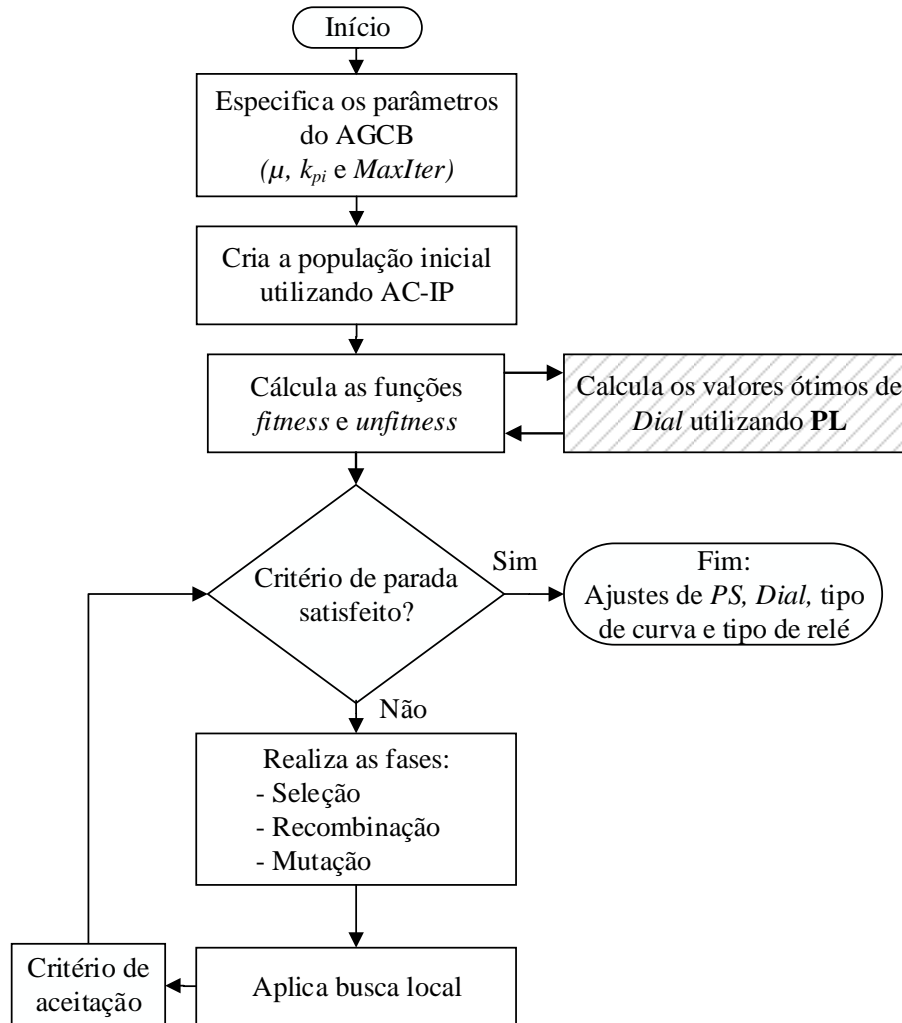 Início
Especifica os parâmetros
do AGCB
(μ, kpi e MaxIter)
Cria a população inicial
utilizando AC-IP
Cálcula as funções
fitness e unfitness
Calcula os valores ótimos de
Dial utilizando PL
Critério de parada
satisfeito?
Sim
Fim:
Ajustes de PS, Dial, tipo
de curva e tipo de relé
Não
Realiza as fases:
- Seleção
- Recombinação
- Mutação
Critério de
aceitação
Aplica busca local